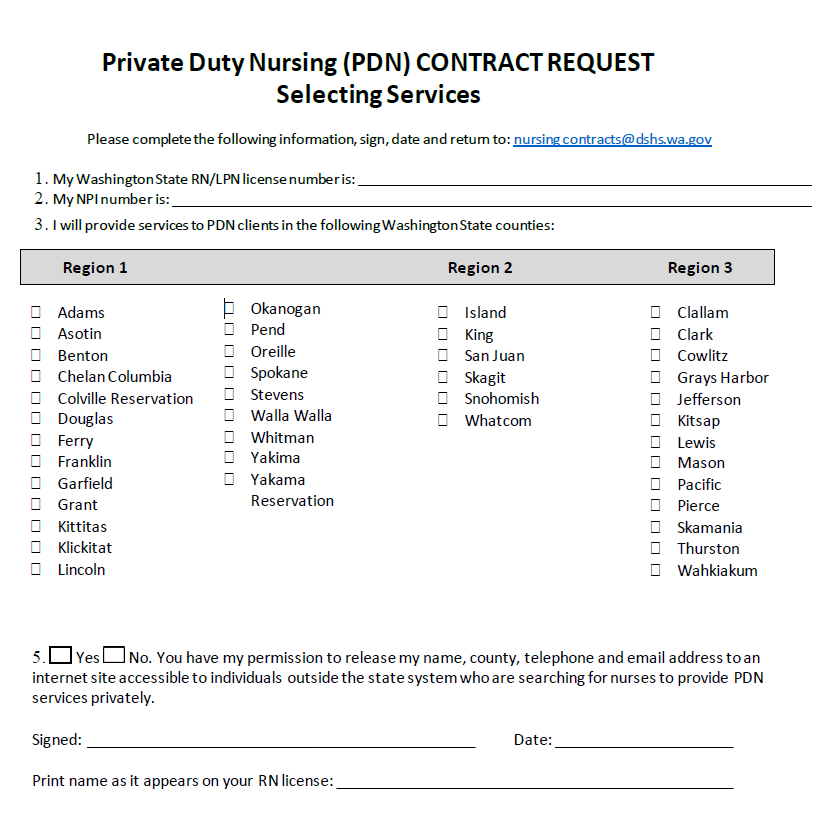 Private Duty Nursing (PDN) CONTRACT REQUEST
Selecting Services
Please complete the following information, sign, date and return to: nursing contracts@dshs.wa.gov
1. My Washington State RN/LPN license number is:
2. My NPI number is:
3. I will provide services to PDN clients in the following Washington State counties:
Region 1 Region 2 Region 3
Adams
Asotin
Benton
Chelan Columbia
Colville Reservation
Douglas
Ferry
Franklin
Garfield
Grant
Kittitas
Klickitat
Lincoln
Okanogan
Pend
Oreille
Spokane
Stevens
Walla Walla
Whitman
Yakima
Yakama
Reservation
Island
King
San Juan
Skagit
Snohomish
Whatcom
Clallam
Clark
Cowlitz
Grays Harbor
Jefferson
Kitsap
Lewis
Mason
Pacific
Pierce
Skamania
Thurston
Wahkiakum
5. Yes No. You have my permission to release my name, county, telephone and email address to an
internet site accessible to individuals outside the state system who are searching for nurses to provide PDN
services privately.
Signed: Date:
Print name as it appears on your RN license: